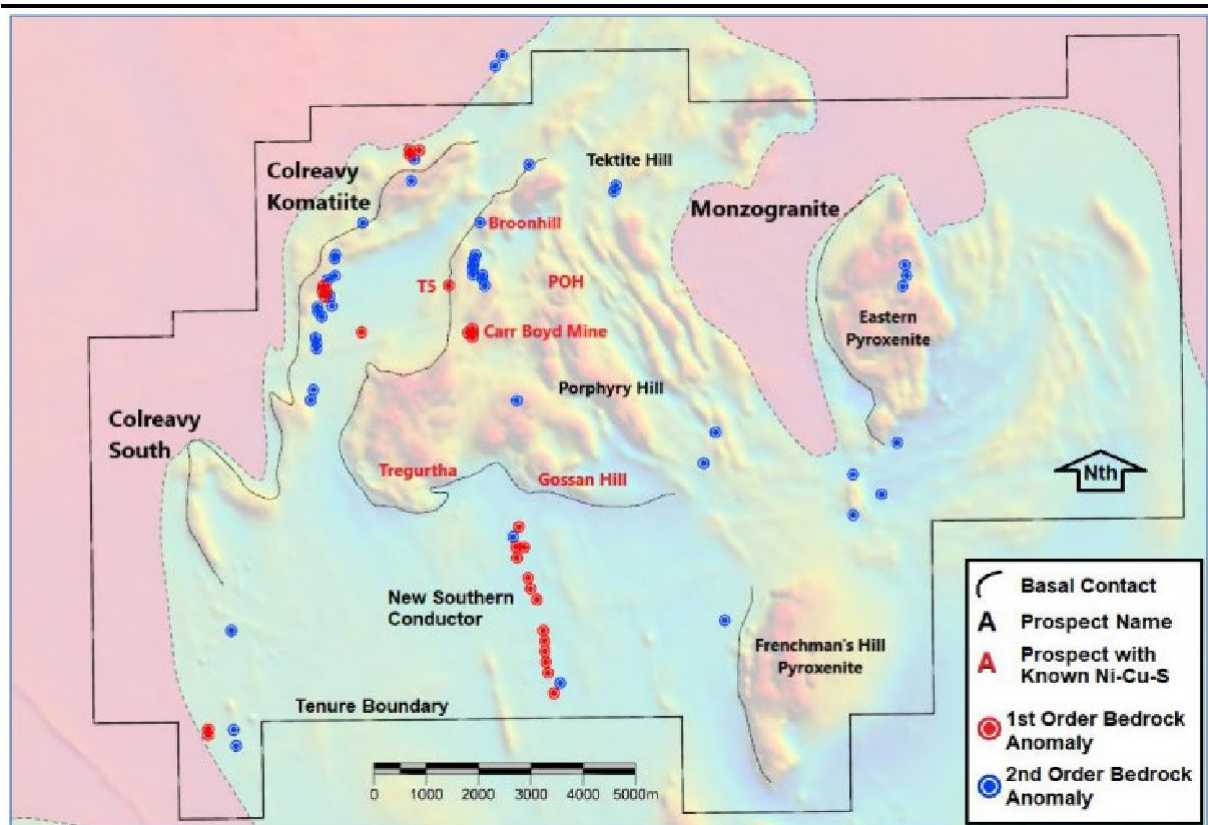 Tektite Hill
Colreavy
Komatiite
Monzogranite
Broonhill
T5
POH
Carr Boyd Mine
Eastern
Pyroxenite
Porphyry Hill
Colreavy
South
Tregurtha
Gossan Hill
Nth
New Southern
Conductor
Frenchman's Hill
Pyroxenite
Tenure Boundary
0 1000 2000 3000 4000 5000m
Basal Contact
A Prospect Name
A Prospect with
Known Ni-Cu-S
1st Order Bedrock
Anomaly
2nd Order Bedrock
Anomaly